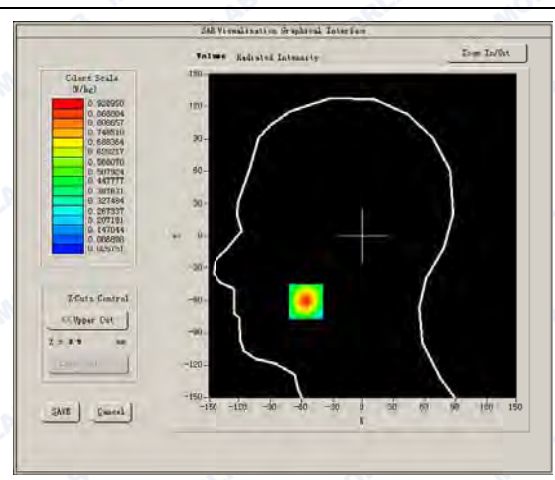 SAR Visualisation Graphical Interface
Volume Radiated Intensity
Zoom In/Out
Colors Scale
(W/kg)
0.928950
0.868804
0.808657
0.748510
0.688364
0.628217
0.568070
0.507924
0.447777
0.387631
0.327484
0.267337
0.207191
0.147044
0.086898
0.026751
150
120
90
60
30
0
-30
-60
-90
-120
-150
-150 -120 -90 -60 -30 0 30 60 90 120 150
X
Z-Cuts Control
<<Upper Cut
SAVE
Cancel